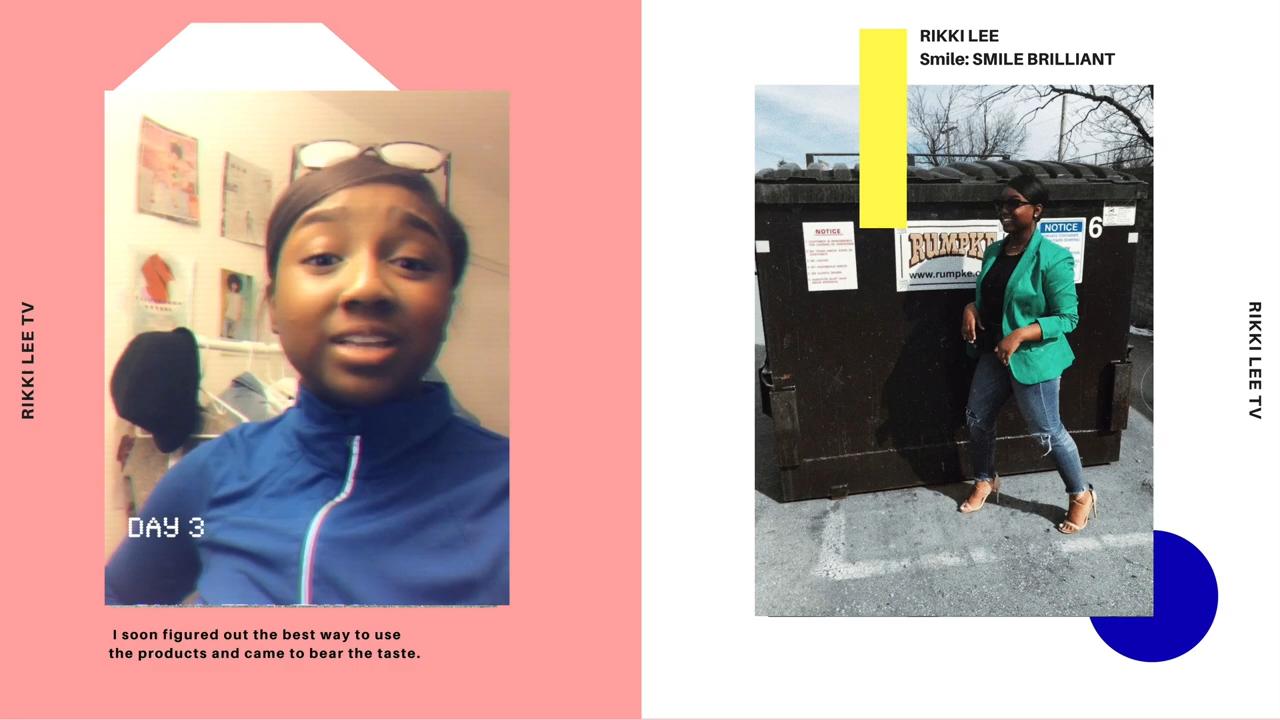 RIKKI LEE TV
DAY 3
I soon figured out the best way to use
the products and came to bear the taste.
RIKKI LEE
Smile: SMILE BRILLIANT
NOTICE
RUMPKE
www.rumpke.c
NOTICE
6
RIKKI LEE TV